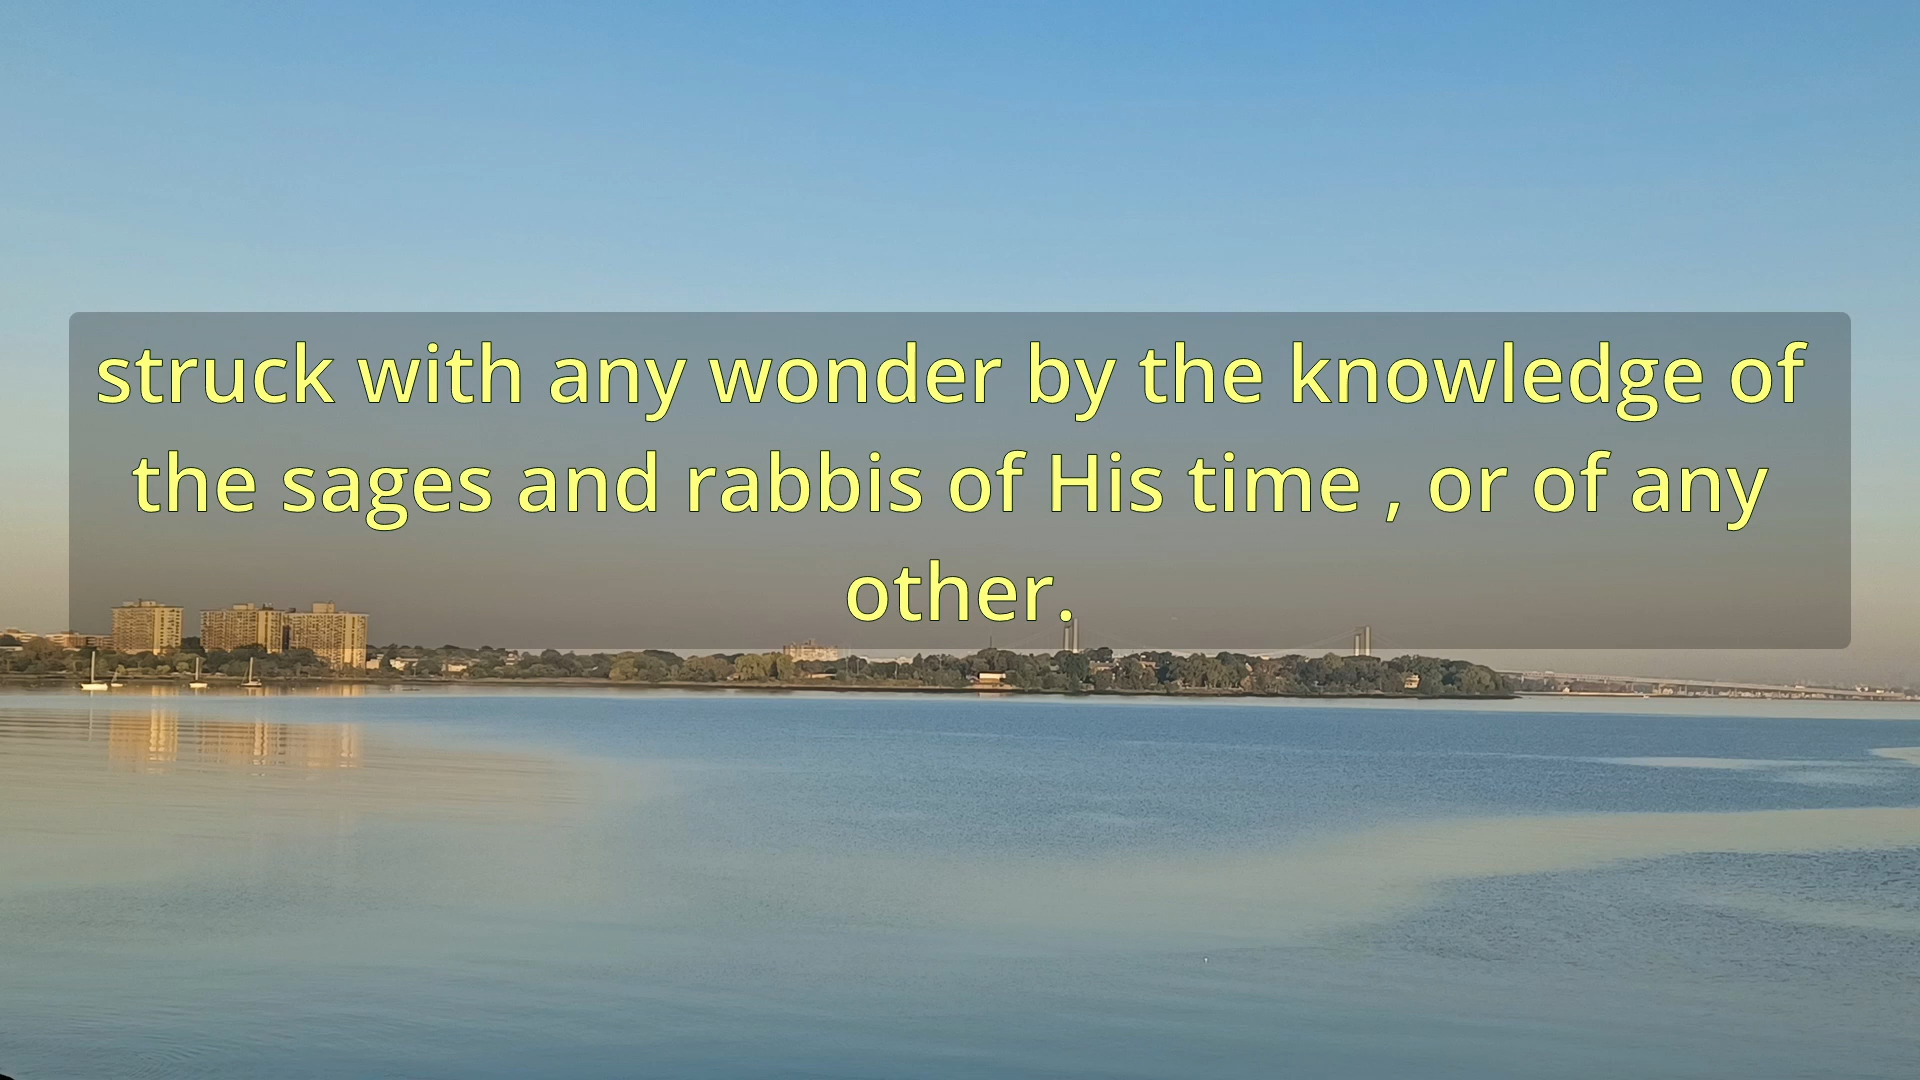 struck with any wonder by the knowledge of
the sages and rabbis of His time , or of any
other.